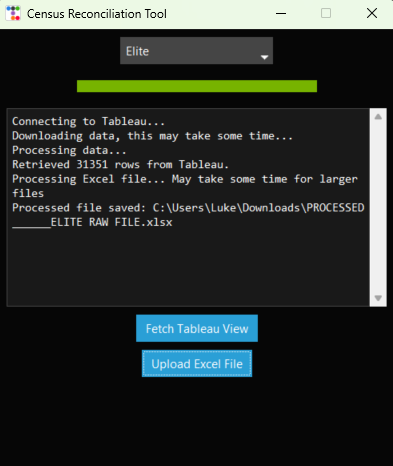 Census Reconciliation Tool
Elite
Connecting to Tableau...
Downloading data, this may take some time...
Processing data...
Retrieved 31351 rows from Tableau.
Processing Excel file... May take some time for larger
files
Processed file saved: C:\Users\Luke\Downloads\PROCESSED
______ELITE RAW FILE.xlsx
Fetch Tableau View
Upload Excel File